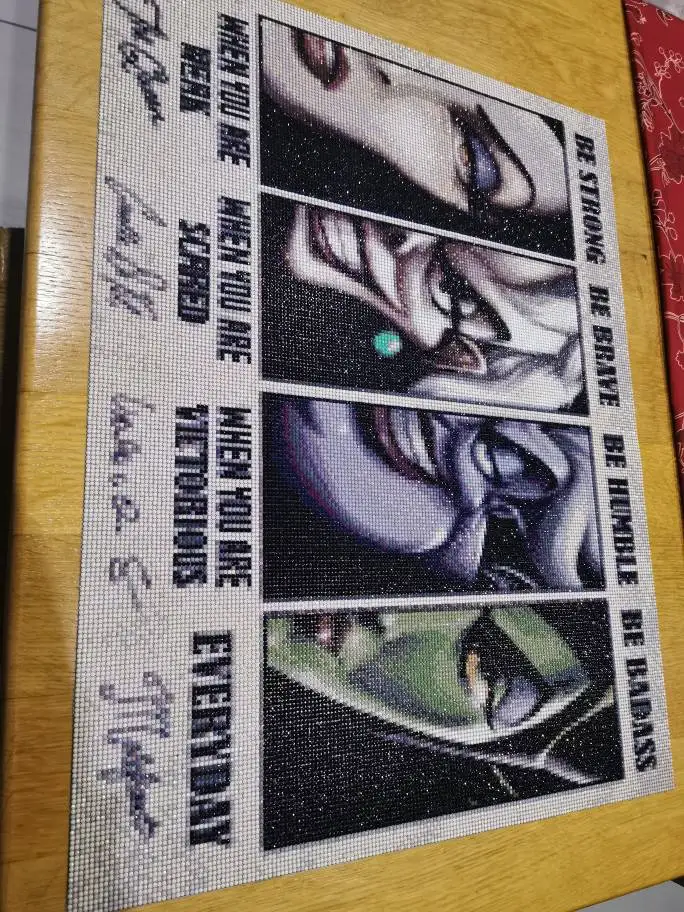 BE STRONG
WHEN YOU ARE
WEAK
BE BRAVE
WHEN YOU ARE
SCARED
BE HUMBLE
WHEN YOU ARE
VICTORIOUS
BE BADASS
EVERYDAY